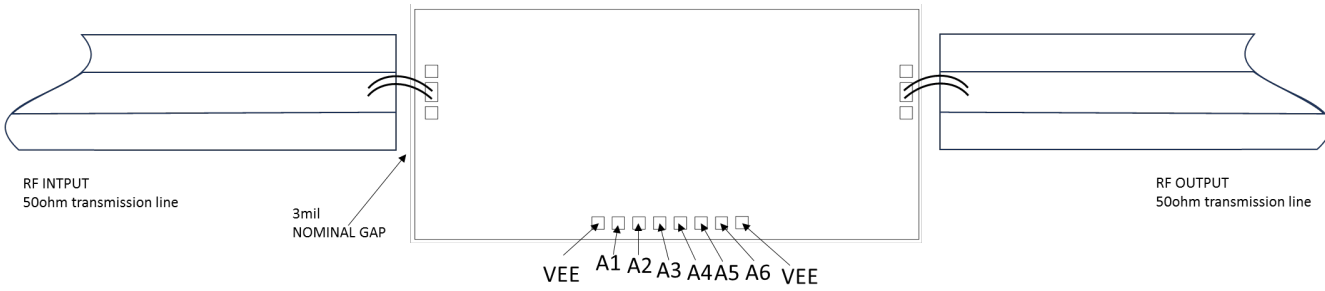 RF INTPUT
50ohm transmission line
3mil
NOMINAL GAP
VEE A1 A2 A3 A4 A5 A6 VEE
RF OUTPUT
50ohm transmission line